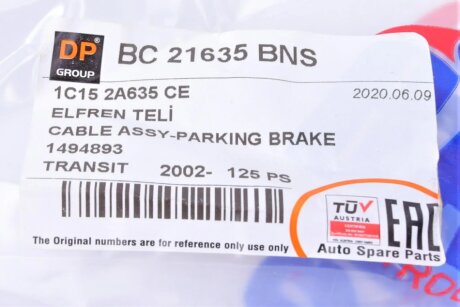 DP
GROUP
BC 21635 BNS
1C15 2A635 CE
2020.06.09
ELFREN TELİ
CABLE ASSY-PARKING BRAKE
1494893
TRANSIT 2002- 125 PS
TÜV
AUSTRIA
EAC
The Original numbers are for reference only use only
Auto Spare Parts